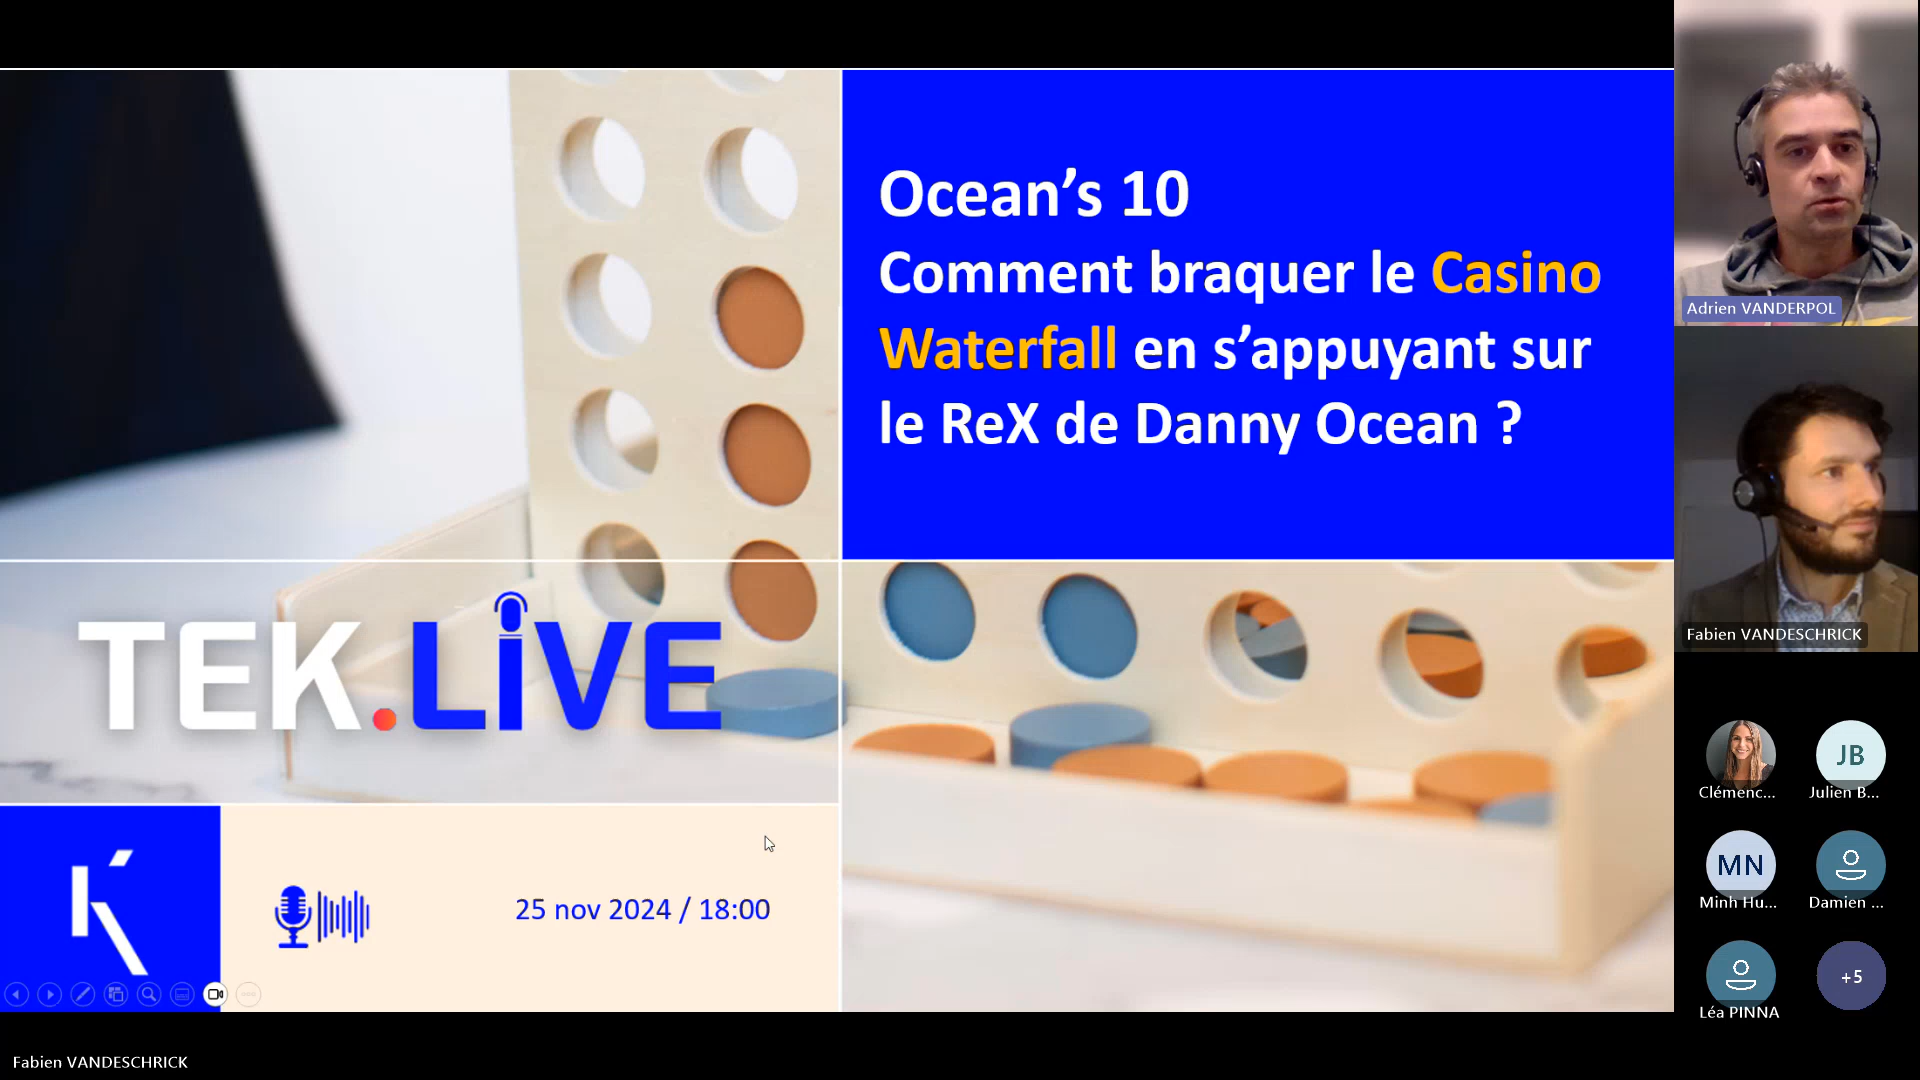 Ocean's 10
Comment braquer le Casino
Waterfall en s'appuyant sur
le ReX de Danny Ocean ?
TEK.LiVE
25 nov 2024 / 18:00
Adrien VANDERPOL
Fabien VANDESCHRICK
Clémenc...
JB
Julien B...
MN
Minh Hu...
Damien ...
Léa PINNA
+5
Fabien VANDESCHRICK